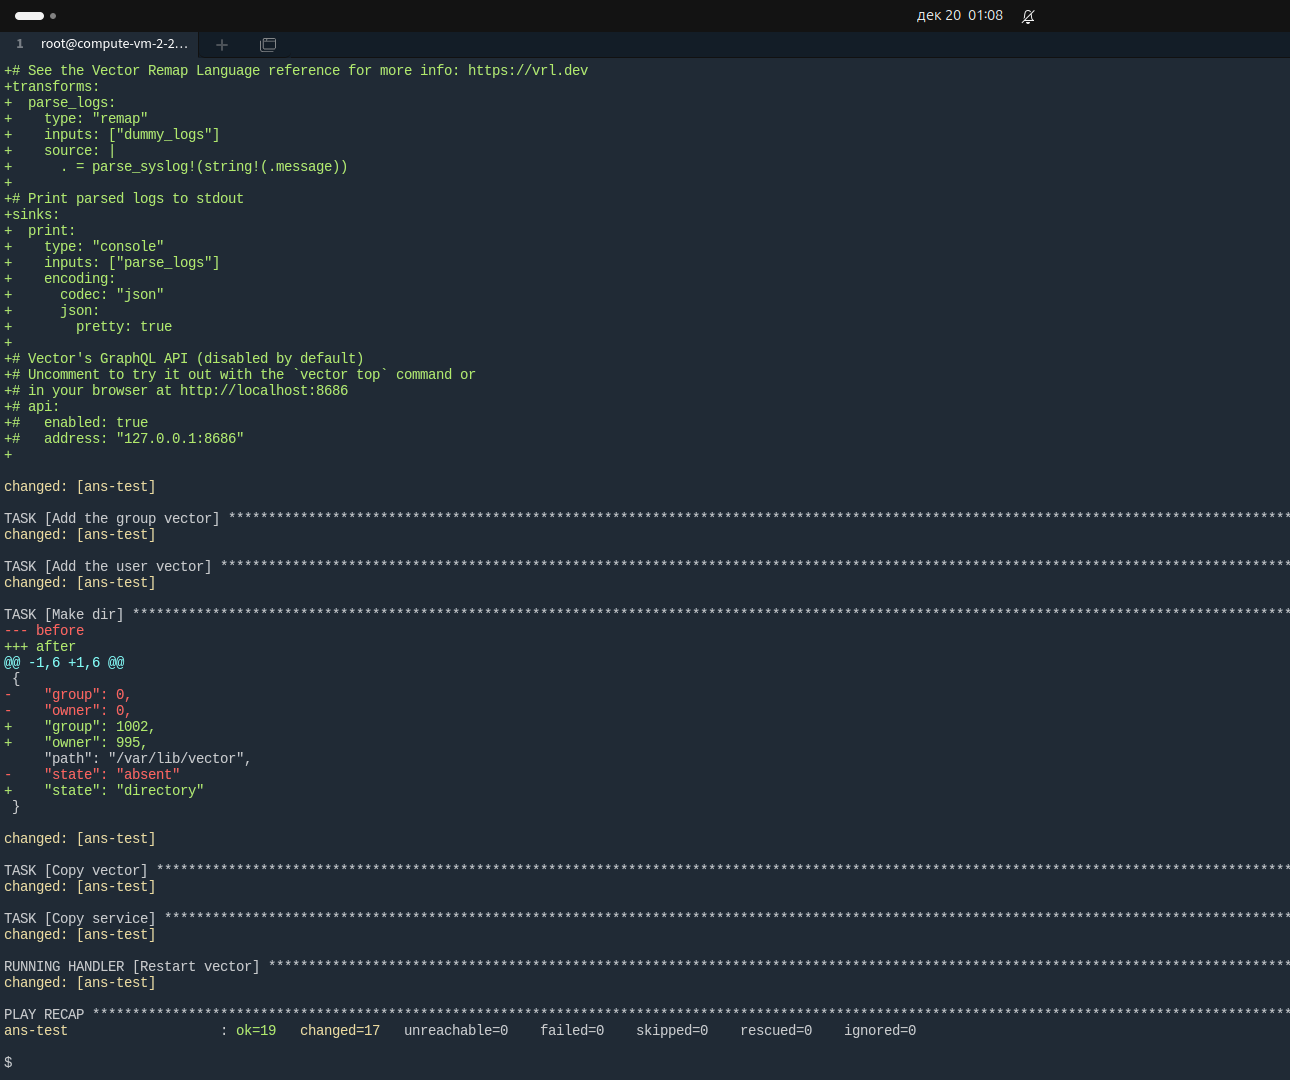 дек 20 01:08
1 root@compute-vm-2-2...
+# See the Vector Remap Language reference for more info: https://vrl.dev
+transforms:
+  parse_logs:
+    type: "remap"
+    inputs: ["dummy_logs"]
+    source: |
+      . = parse_syslog!(string!(.message))
+
+# Print parsed logs to stdout
+sinks:
+  print:
+    type: "console"
+    inputs: ["parse_logs"]
+    encoding:
+      codec: "json"
+      json:
+        pretty: true
+
+# Vector's GraphQL API (disabled by default)
+# Uncomment to try it out with the `vector top` command or
+# in your browser at http://localhost:8686
+# api:
+#   enabled: true
+#   address: "127.0.0.1:8686"
+
changed: [ans-test]
TASK [Add the group vector] *************************************************************************************************************************************
changed: [ans-test]
TASK [Add the user vector] **************************************************************************************************************************************
changed: [ans-test]
TASK [Make dir] *************************************************************************************************************************************************
--- before
+++ after
@@ -1,6 +1,6 @@
 {
-    "group": 0,
-    "owner": 0,
+    "group": 1002,
+    "owner": 995,
     "path": "/var/lib/vector",
-    "state": "absent"
+    "state": "directory"
 }
changed: [ans-test]
TASK [Copy vector] **********************************************************************************************************************************************
changed: [ans-test]
TASK [Copy service] *********************************************************************************************************************************************
changed: [ans-test]
RUNNING HANDLER [Restart vector] ********************************************************************************************************************************
changed: [ans-test]
PLAY RECAP ******************************************************************************************************************************************************
ans-test                   : ok=19   changed=17   unreachable=0    failed=0    skipped=0    rescued=0    ignored=0
$